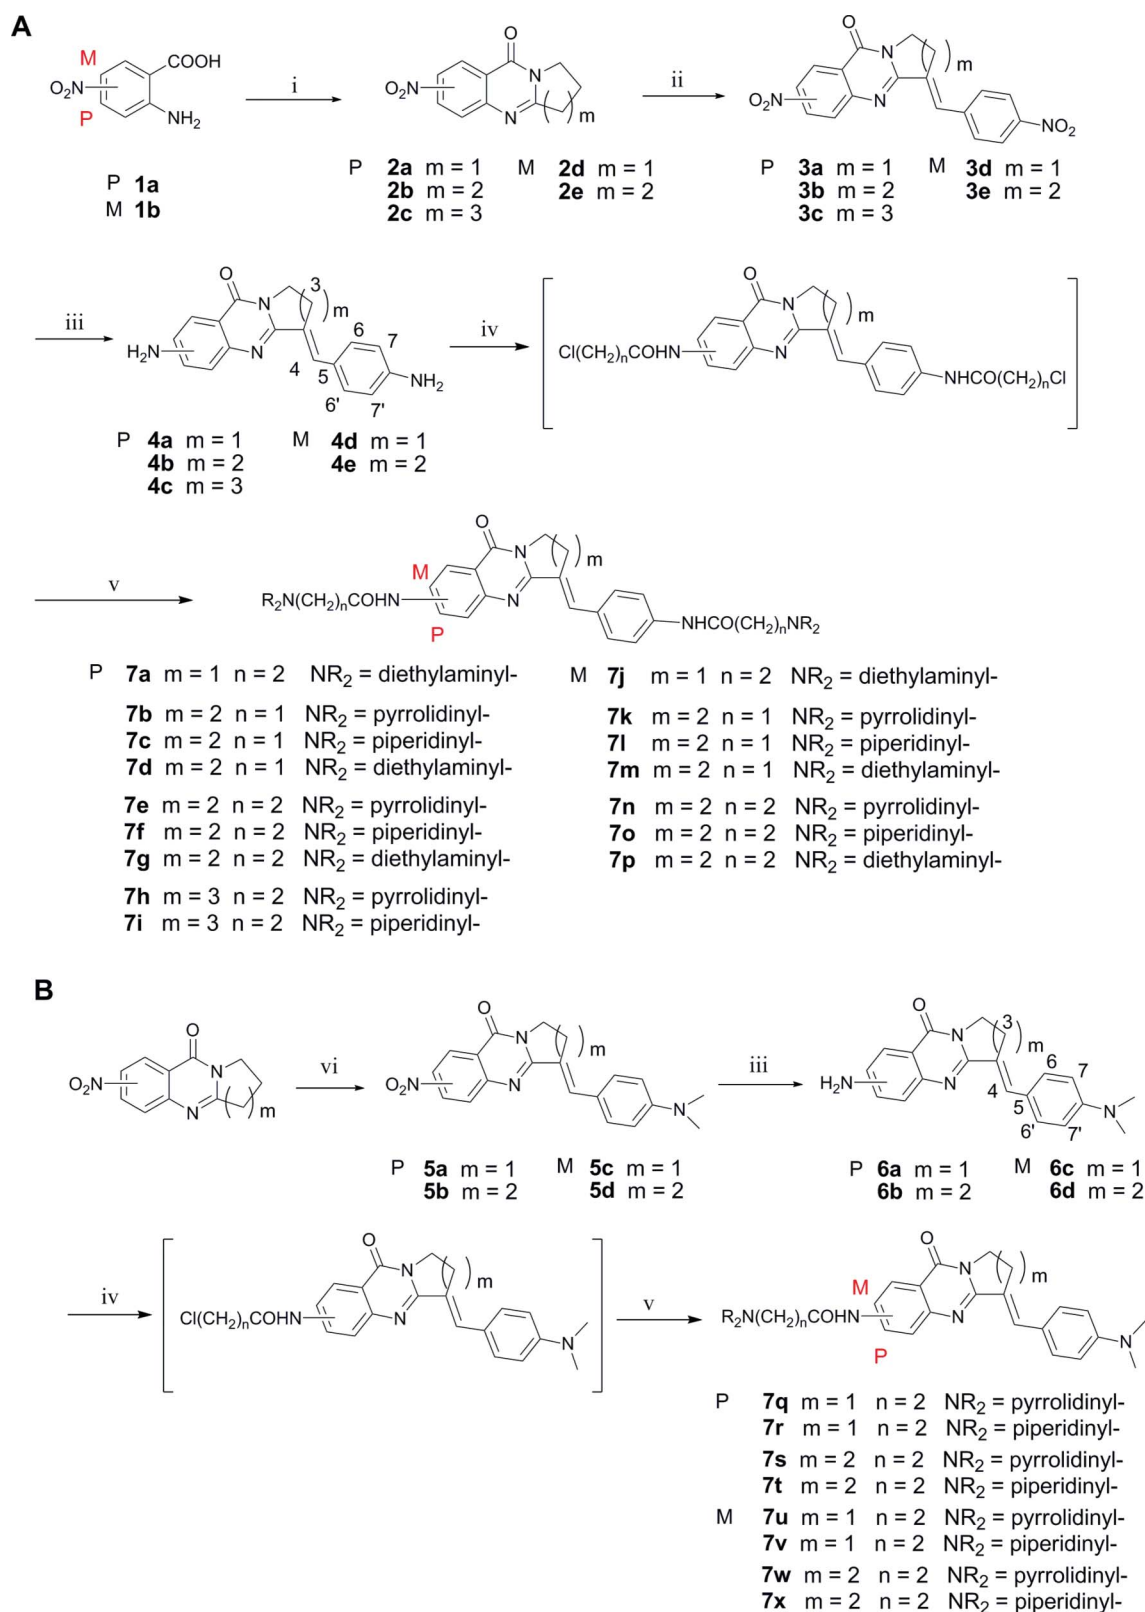 A
M
COOH
O₂N
P
NH₂
P 1a
M 1b
i
O
N
O₂N
N
m
P 2a m = 1 M 2d m = 1
2b m = 2 2e m = 2
2c m = 3
ii
O
N
m
O₂N
N
NO₂
P 3a m = 1 M 3d m = 1
3b m = 2 3e m = 2
3c m = 3
iii
O
3
N
m
H₂N
N
4
5
6
7
6'
7'
NH₂
P 4a m = 1 M 4d m = 1
4b m = 2 4e m = 2
4c m = 3
iv
O
N
m
Cl(CH₂)ₙCOHN
N
NHCO(CH₂)ₙCl
v
O
N
m
M
R₂N(CH₂)ₙCOHN
N
P
NHCO(CH₂)ₙNR₂
P 7a m = 1 n = 2 NR₂ = diethylaminyl- M 7j m = 1 n = 2 NR₂ = diethylaminyl-
7b m = 2 n = 1 NR₂ = pyrrolidinyl- 7k m = 2 n = 1 NR₂ = pyrrolidinyl-
7c m = 2 n = 1 NR₂ = piperidinyl- 7l m = 2 n = 1 NR₂ = piperidinyl-
7d m = 2 n = 1 NR₂ = diethylaminyl- 7m m = 2 n = 1 NR₂ = diethylaminyl-
7e m = 2 n = 2 NR₂ = pyrrolidinyl- 7n m = 2 n = 2 NR₂ = pyrrolidinyl-
7f m = 2 n = 2 NR₂ = piperidinyl- 7o m = 2 n = 2 NR₂ = piperidinyl-
7g m = 2 n = 2 NR₂ = diethylaminyl- 7p m = 2 n = 2 NR₂ = diethylaminyl-
7h m = 3 n = 2 NR₂ = pyrrolidinyl-
7i m = 3 n = 2 NR₂ = piperidinyl-
B
O
N
O₂N
N
m
vi
O
N
m
O₂N
N
N
P 5a m = 1 M 5c m = 1
5b m = 2 5d m = 2
iii
O
3
N
m
H₂N
N
4
5
6
7
6'
7'
N
P 6a m = 1 M 6c m = 1
6b m = 2 6d m = 2
iv
O
N
m
Cl(CH₂)ₙCOHN
N
N
v
O
N
m
M
R₂N(CH₂)ₙCOHN
N
P
N
P 7q m = 1 n = 2 NR₂ = pyrrolidinyl-
7r m = 1 n = 2 NR₂ = piperidinyl-
7s m = 2 n = 2 NR₂ = pyrrolidinyl-
7t m = 2 n = 2 NR₂ = piperidinyl-
M 7u m = 1 n = 2 NR₂ = pyrrolidinyl-
7v m = 1 n = 2 NR₂ = piperidinyl-
7w m = 2 n = 2 NR₂ = pyrrolidinyl-
7x m = 2 n = 2 NR₂ = piperidinyl-